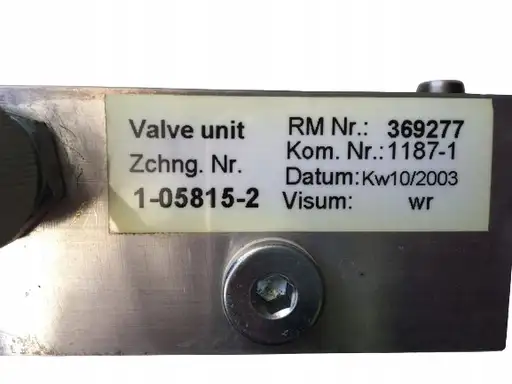 Valve unit
Zchng. Nr.
1-05815-2
RM Nr.: 369277
Kom. Nr.:1187-1
Datum:Kw10/2003
Visum: wr